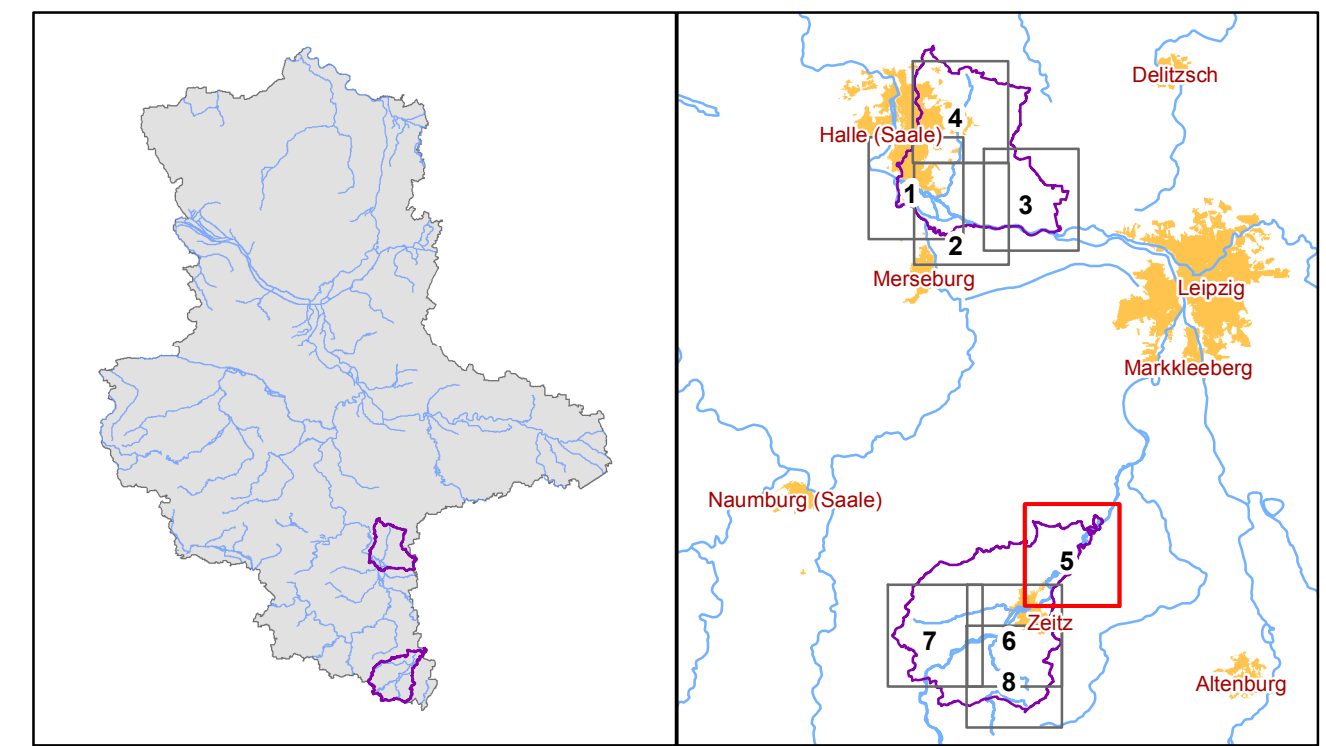 Delitzsch
4
Halle (Saale)
1
3
2
Merseburg
Leipzig
Markkleeberg
Naumburg (Saale)
5
Zeitz
7
6
8
Altenburg